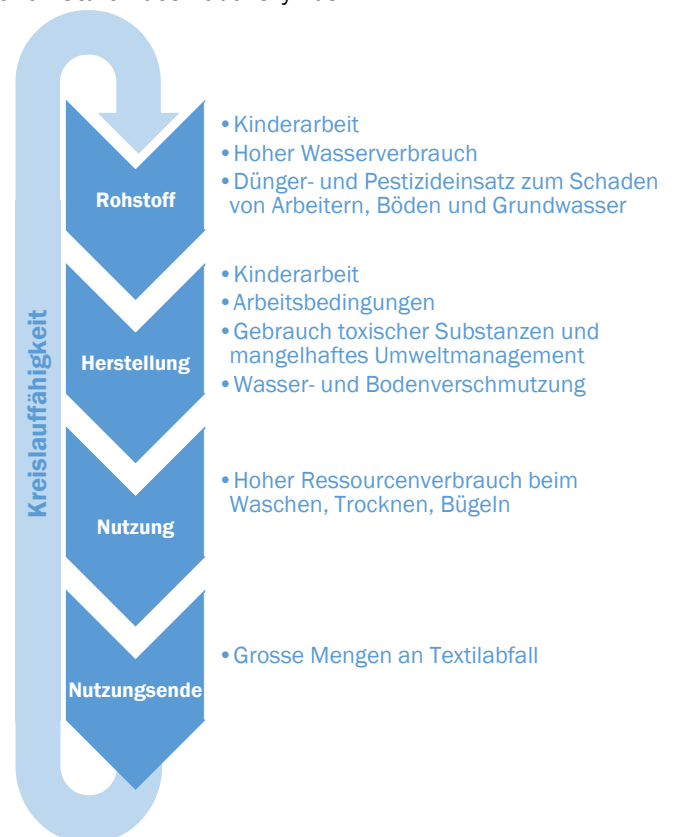 Rohstoff
• Kinderarbeit
• Hoher Wasserverbrauch
• Dünger- und Pestizideinsatz zum Schaden
von Arbeitern, Böden und Grundwasser
Herstellung
• Kinderarbeit
• Arbeitsbedingungen
• Gebrauch toxischer Substanzen und
mangelhaftes Umweltmanagement
• Wasser- und Bodenverschmutzung
Kreislauffähigkeit
Nutzung
• Hoher Ressourcenverbrauch beim
Waschen, Trocknen, Bügeln
Nutzungsende
• Grosse Mengen an Textilabfall